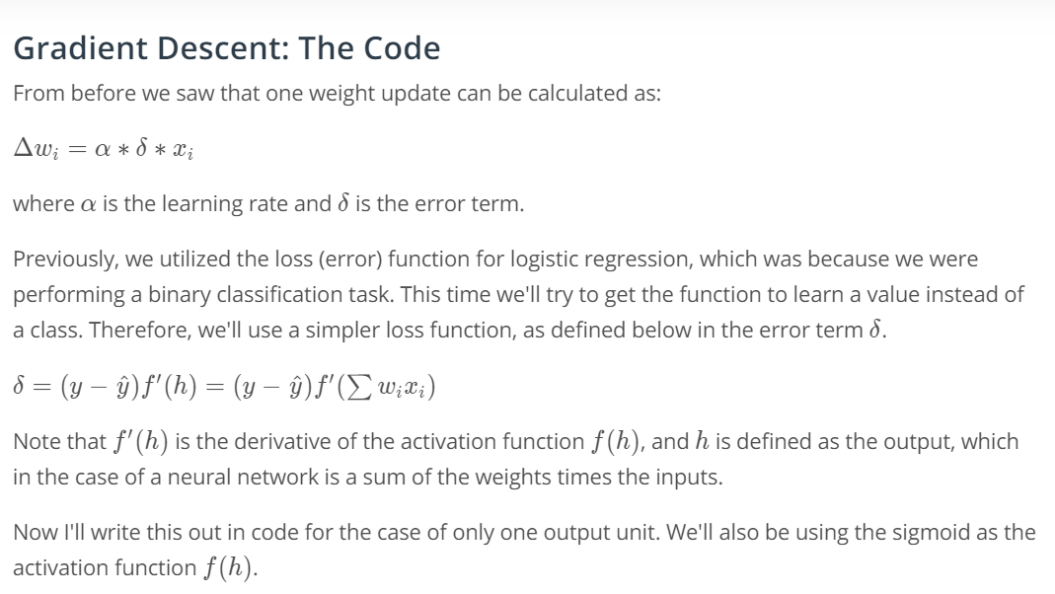 Gradient Descent: The Code
From before we saw that one weight update can be calculated as:
Δwᵢ = α ∗ δ ∗ xᵢ
where α is the learning rate and δ is the error term.
Previously, we utilized the loss (error) function for logistic regression, which was because we were
performing a binary classification task. This time we'll try to get the function to learn a value instead of
a class. Therefore, we'll use a simpler loss function, as defined below in the error term δ.
δ = (y − ŷ)f′(h) = (y − ŷ)f′(∑ wᵢxᵢ)
Note that f′(h) is the derivative of the activation function f(h), and h is defined as the output, which
in the case of a neural network is a sum of the weights times the inputs.
Now I'll write this out in code for the case of only one output unit. We'll also be using the sigmoid as the
activation function f(h).